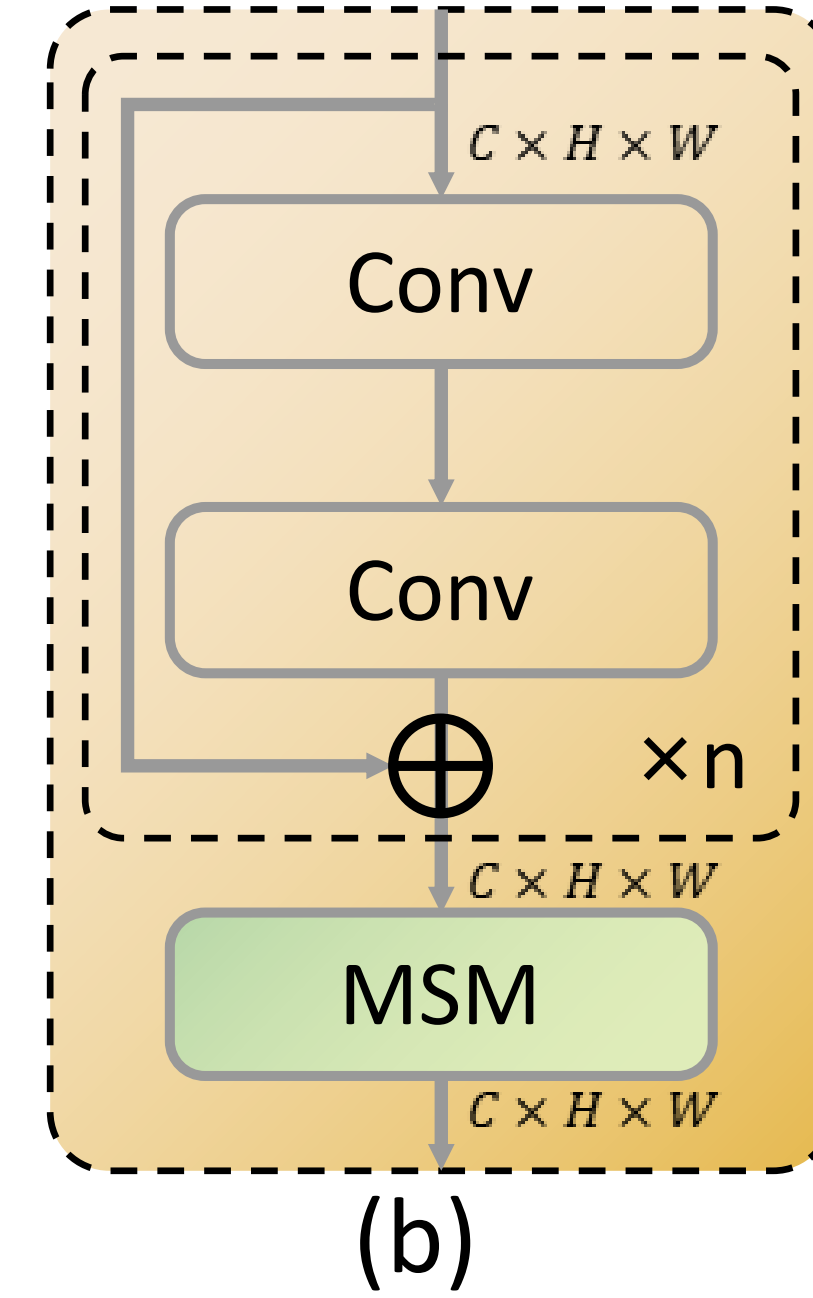 C × H × W
Conv
Conv
×n
C × H × W
MSM
C × H × W
(b)